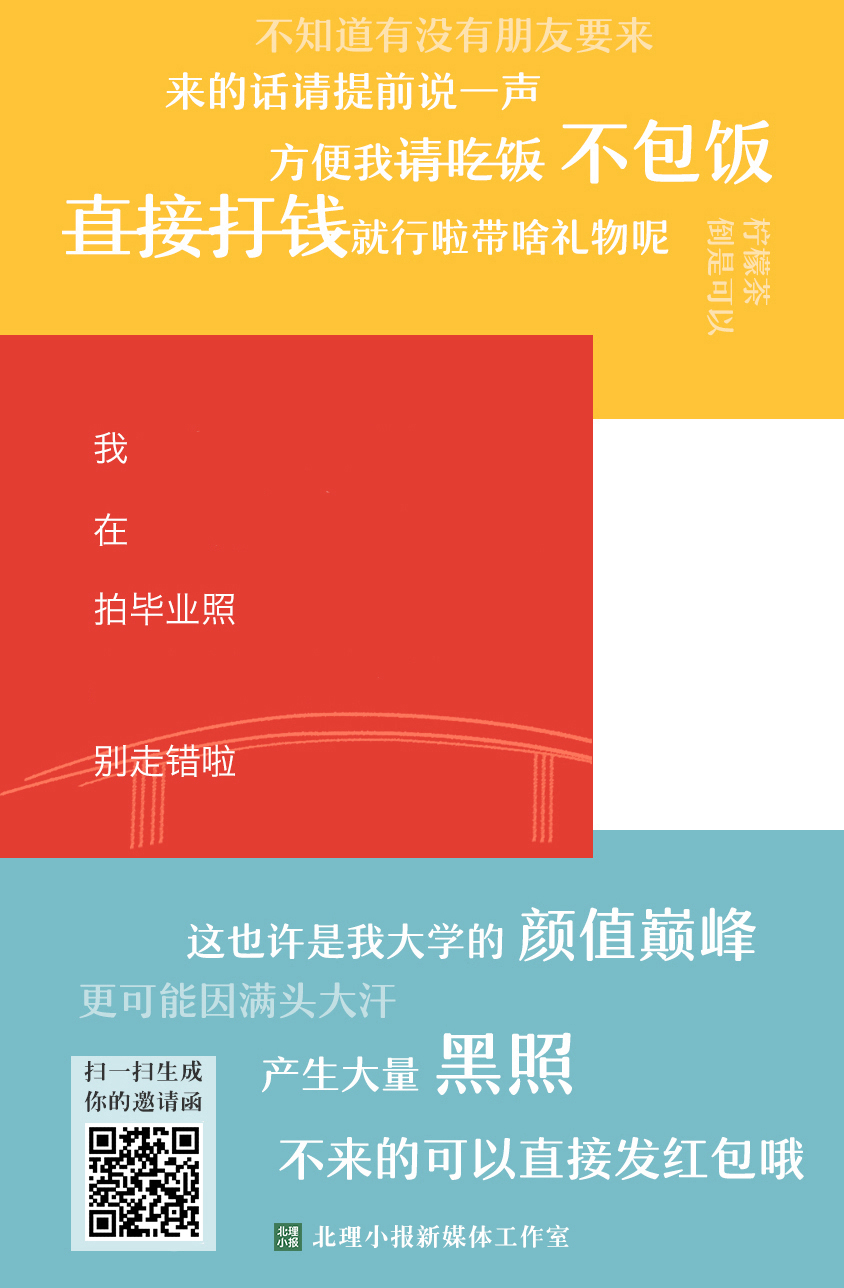 不知道有没有朋友要来
来的话请提前说一声
方便我请吃饭 不包饭
直接打钱就行啦带啥礼物呢
柠檬茶
倒是可以
我
在
拍毕业照
别走错啦
这也许是我大学的 颜值巅峰
更可能因满头大汗
产生大量 黑照
扫一扫生成
你的邀请函
不来的可以直接发红包哦
北理
小报
北理小报新媒体工作室